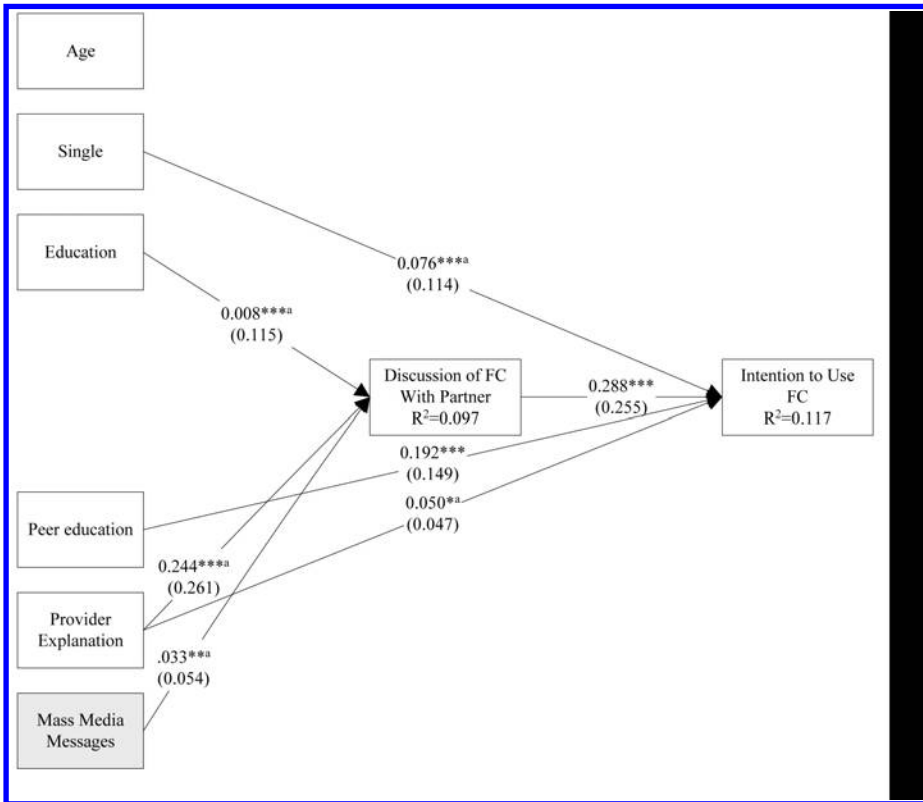 Age
Single
Education
0.076***ᵃ
(0.114)
0.008***ᵃ
(0.115)
Discussion of FC
With Partner
R²=0.097
0.288***
(0.255)
Intention to Use
FC
R²=0.117
0.192***
(0.149)
0.050*ᵃ
(0.047)
Peer education
0.244***ᵃ
(0.261)
Provider
Explanation
.033**ᵃ
(0.054)
Mass Media
Messages